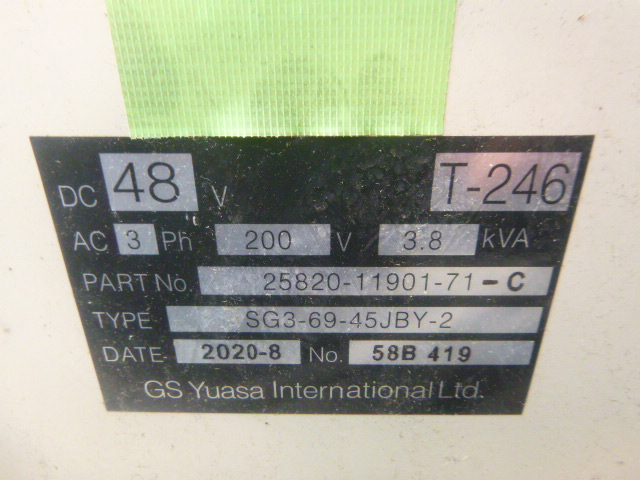 DC 48 V T-246
AC 3 Ph 200 V 3.8 kVA
PART No. 25820-11901-71-C
TYPE SG3-69-45JBY-2
DATE 2020-8 No. 58B 419
GS Yuasa International Ltd.